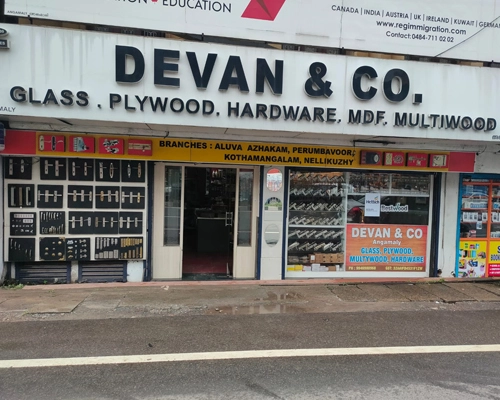 • EDUCATION
CANADA | INDIA | AUSTRIA | UK | IRELAND | KUWAIT |
www.regimmigration.com
Contact:0484-711 02 02
DEVAN & CO.
GLASS . PLYWOOD. HARDWARE, MDF. MULTIWOOD
BRANCHES : ALUVA AZHAKAM, PERUMBAVOOR,
KOTHAMANGALAM, NELLIKUZHY
DEVAN & CO
Angamaly
GLASS, PLYWOOD
MULTYWOOD, HARDWARE